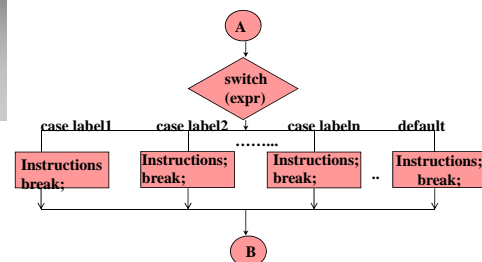 A
switch
(expr)
case label1 case label2 case labeln default
........
Instructions
break;
Instructions;
break;
Instructions;
break;
..
Instructions;
break;
B